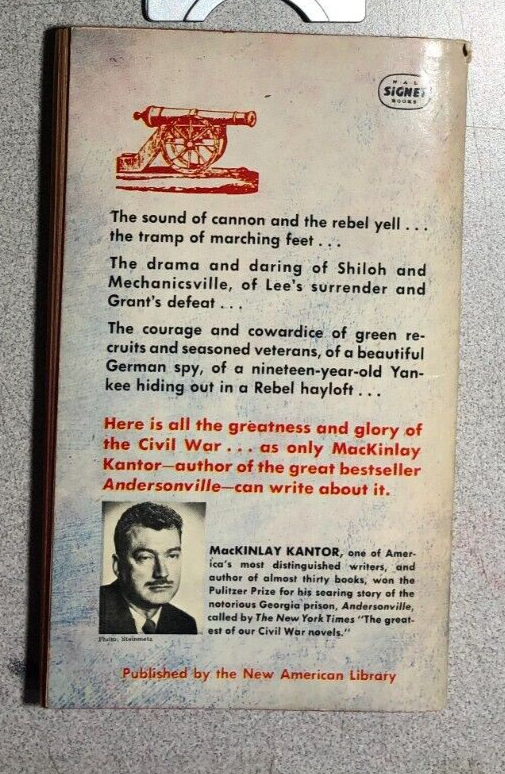 NAL
SIGNET
BOOKS
The sound of cannon and the rebel yell . . .
the tramp of marching feet . . .
The drama and daring of Shiloh and
Mechanicsville, of Lee's surrender and
Grant's defeat . . .
The courage and cowardice of green re-
cruits and seasoned veterans, of a beautiful
German spy, of a nineteen-year-old Yan-
kee hiding out in a Rebel hayloft . . .
Here is all the greatness and glory of
the Civil War . . . as only MacKinlay
Kantor—author of the great bestseller
Andersonville—can write about it.
MacKINLAY KANTOR, one of Amer-
ica's most distinguished writers, and
author of almost thirty books, won the
Pulitzer Prize for his searing story of the
notorious Georgia prison, Andersonville,
called by The New York Times "The great-
est of our Civil War novels."
Photo: Steinmetz
Published by the New American Library